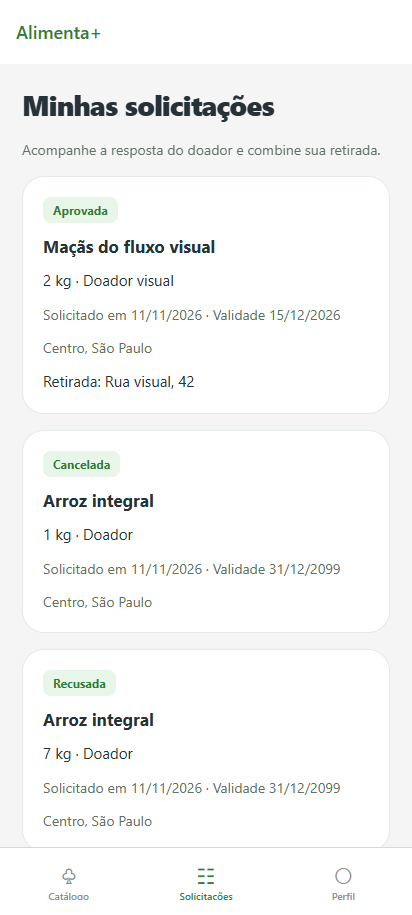 Alimenta+
Minhas solicitações
Acompanhe a resposta do doador e combine sua retirada.
Aprovada
Maçãs do fluxo visual
2 kg · Doador visual
Solicitado em 11/11/2026 · Validade 15/12/2026
Centro, São Paulo
Retirada: Rua visual, 42
Cancelada
Arroz integral
1 kg · Doador
Solicitado em 11/11/2026 · Validade 31/12/2099
Centro, São Paulo
Recusada
Arroz integral
7 kg · Doador
Solicitado em 11/11/2026 · Validade 31/12/2099
Centro, São Paulo
Catálogo Solicitações Perfil